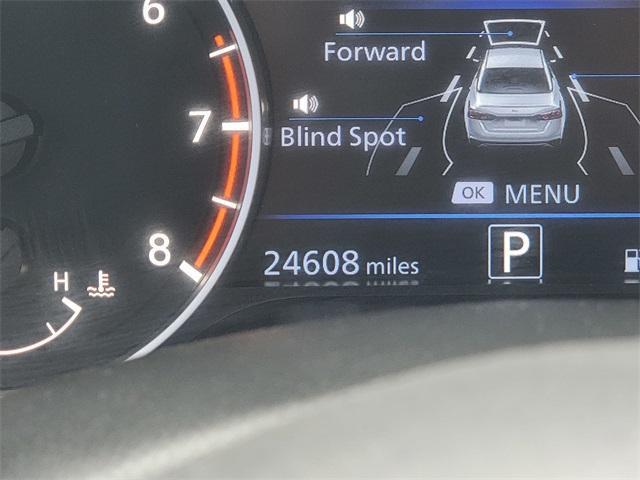 6
Forward
7
Blind Spot
OK MENU
8
24608 miles
P
H